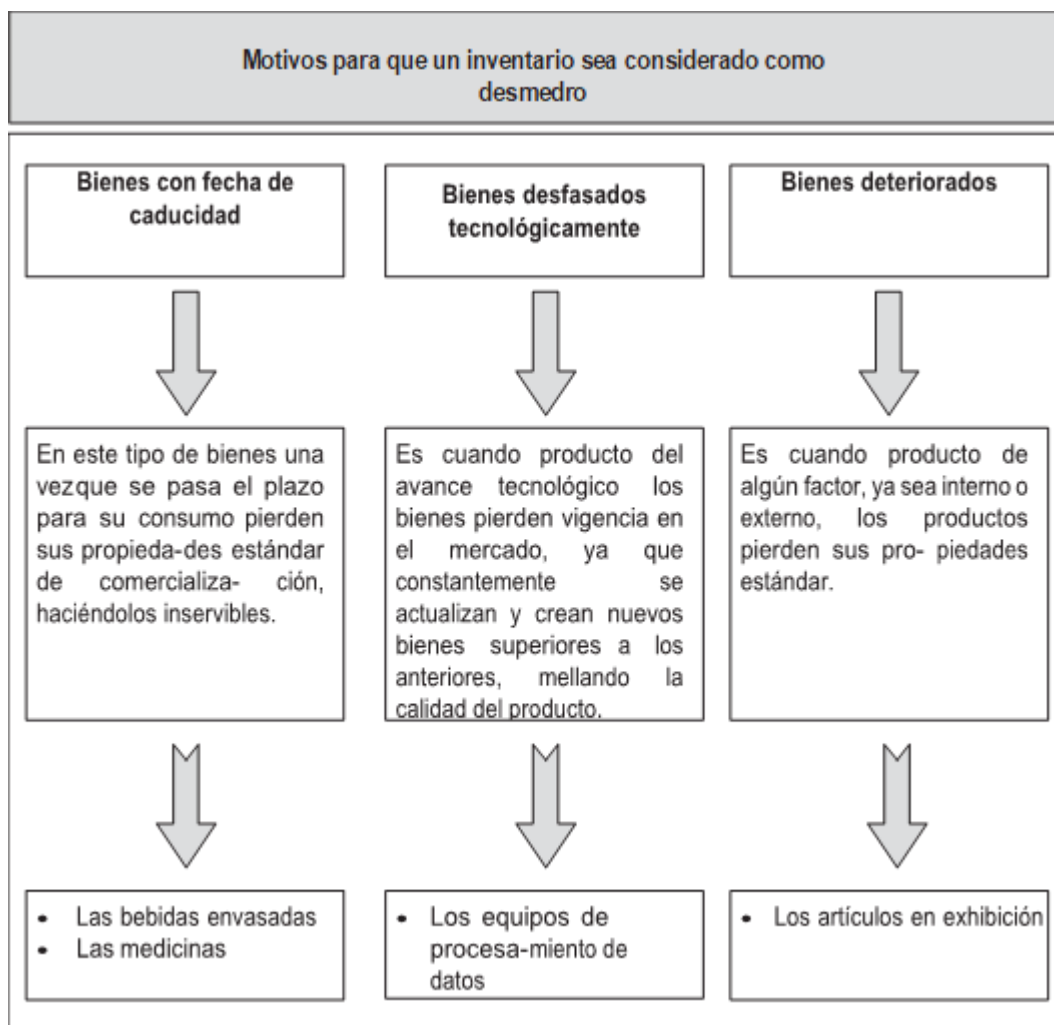 Motivos para que un inventario sea considerado como
desmedro
Bienes con fecha de
caducidad
En este tipo de bienes una
vezque se pasa el plazo
para su consumo pierden
sus propieda-des estándar
de comercializa- ción,
haciéndolos inservibles.
• Las bebidas envasadas
• Las medicinas
Bienes desfasados
tecnológicamente
Es cuando producto del
avance tecnológico los
bienes pierden vigencia en
el mercado, ya que
constantemente se
actualizan y crean nuevos
bienes superiores a los
anteriores, mellando la
calidad del producto.
• Los equipos de
procesa-miento de
datos
Bienes deteriorados
Es cuando producto de
algún factor, ya sea interno o
externo, los productos
pierden sus pro- piedades
estándar.
• Los artículos en exhibición